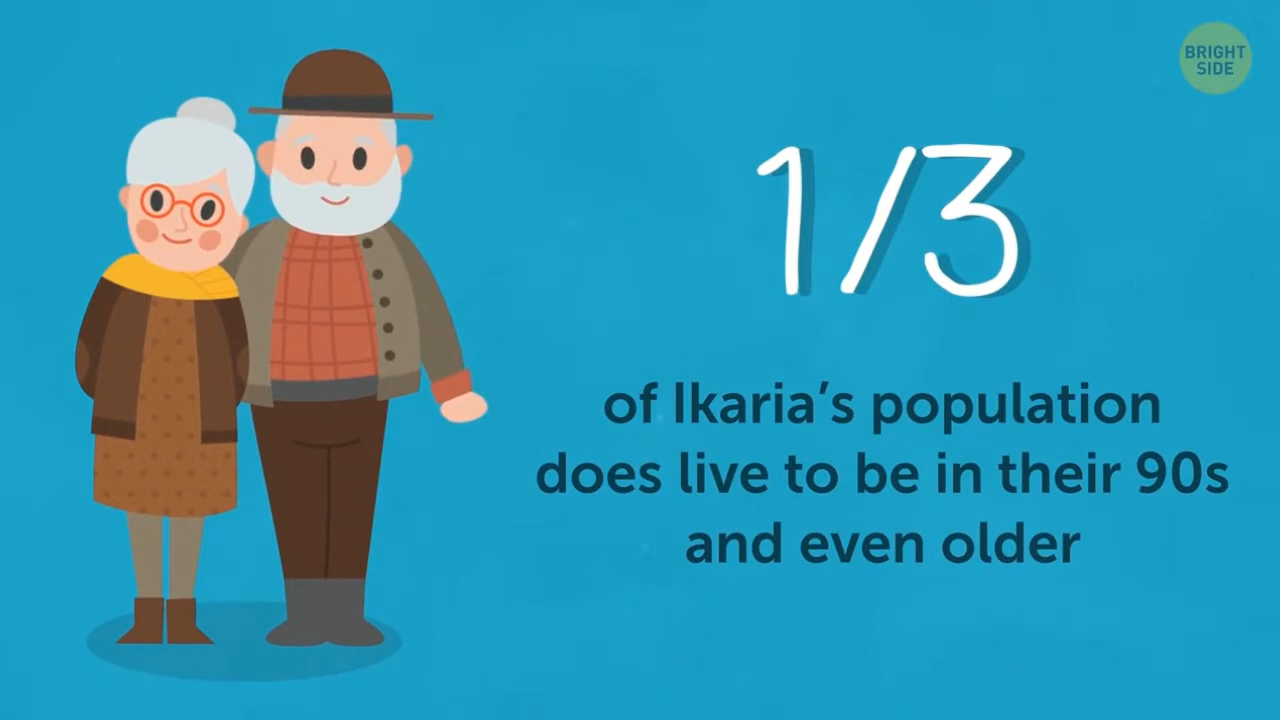 BRIGHT
SIDE
1/3
of Ikaria’s population
does live to be in their 90s
and even older